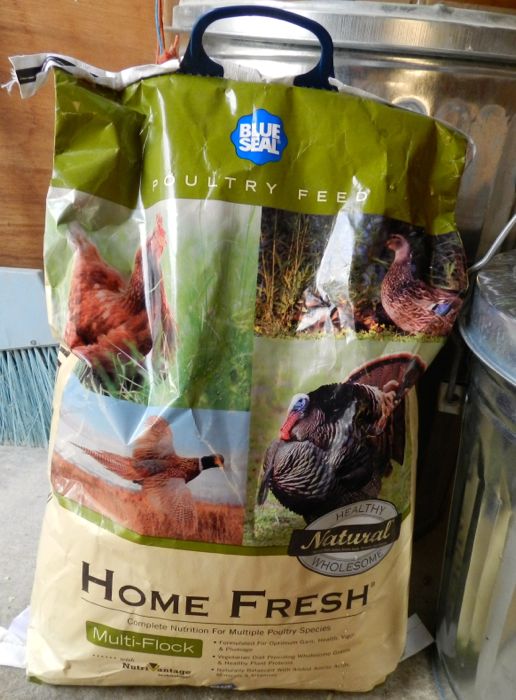 BLUE
SEAL
POULTRY FEED
HEALTHY
Natural
WHOLESOME
HOME FRESH®
Complete Nutrition For Multiple Poultry Species
Multi-Flock
• Formulated For Optimum Gain, Health, Vigor
& Plumage
• Vegetarian Diet Providing Wholesome Grains
& Healthy Plant Proteins
• Naturally Balanced With Added Amino Acids,
Minerals & Vitamins
with
NutriVantage